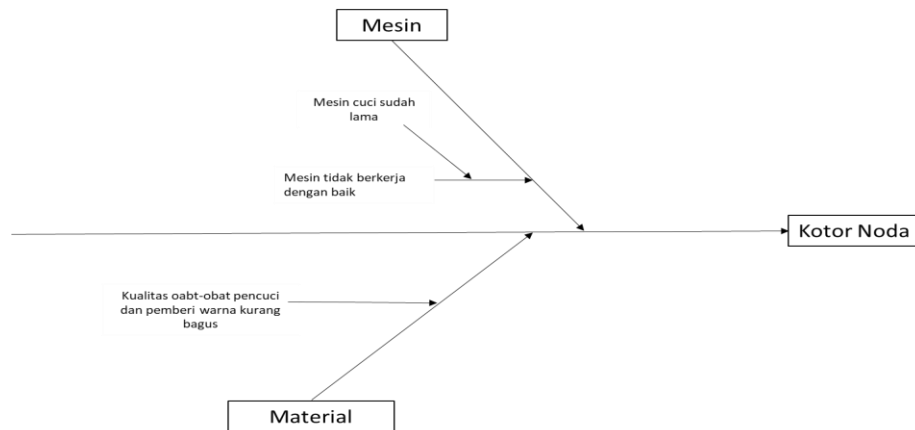 Mesin
Mesin cuci sudah
lama
Mesin tidak berkerja
dengan baik
Kotor Noda
Kualitas oabt-obat pencuci
dan pemberi warna kurang
bagus
Material